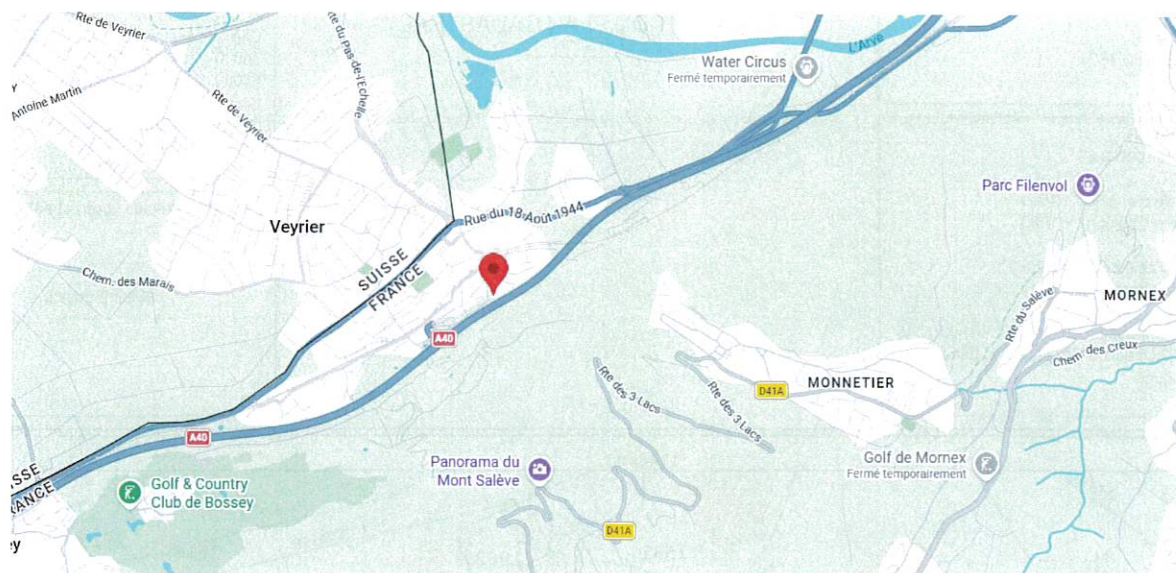 Rte de Veyrier
Rte du Pas-de-l'Echelle
L'Arve
Water Circus
Fermé temporairement
Antoine Martin
Rte de Veyrier
Parc Filenvol
Rue du 18 Août 1944
Veyrier
SUISSE
FRANCE
Chem. des Marais
Rte du Salève
MORNEX
A40
Chem. des Creux
Rte des 3 Lacs
Rte des 3 Lacs
D41A
MONNETIER
A40
Panorama du
Mont Salève
Golf de Mornex
Fermé temporairement
Golf & Country
Club de Bossey
D41A